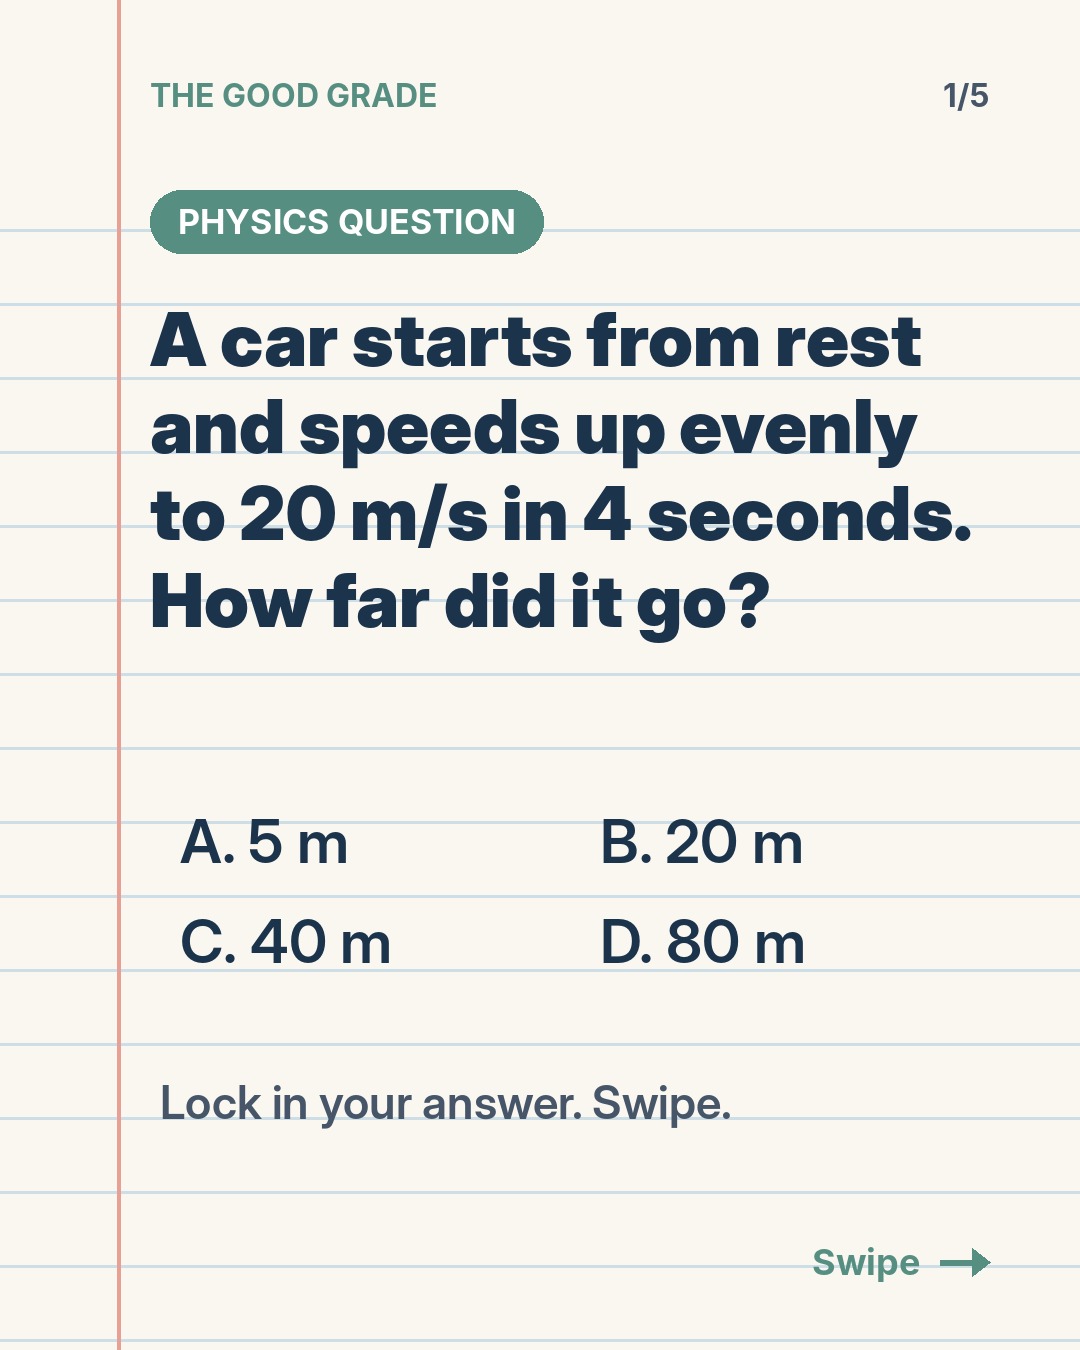 THE GOOD GRADE
1/5
PHYSICS QUESTION
A car starts from rest
and speeds up evenly
to 20 m/s in 4 seconds.
How far did it go?
A. 5 m
B. 20 m
C. 40 m
D. 80 m
Lock in your answer. Swipe.
Swipe